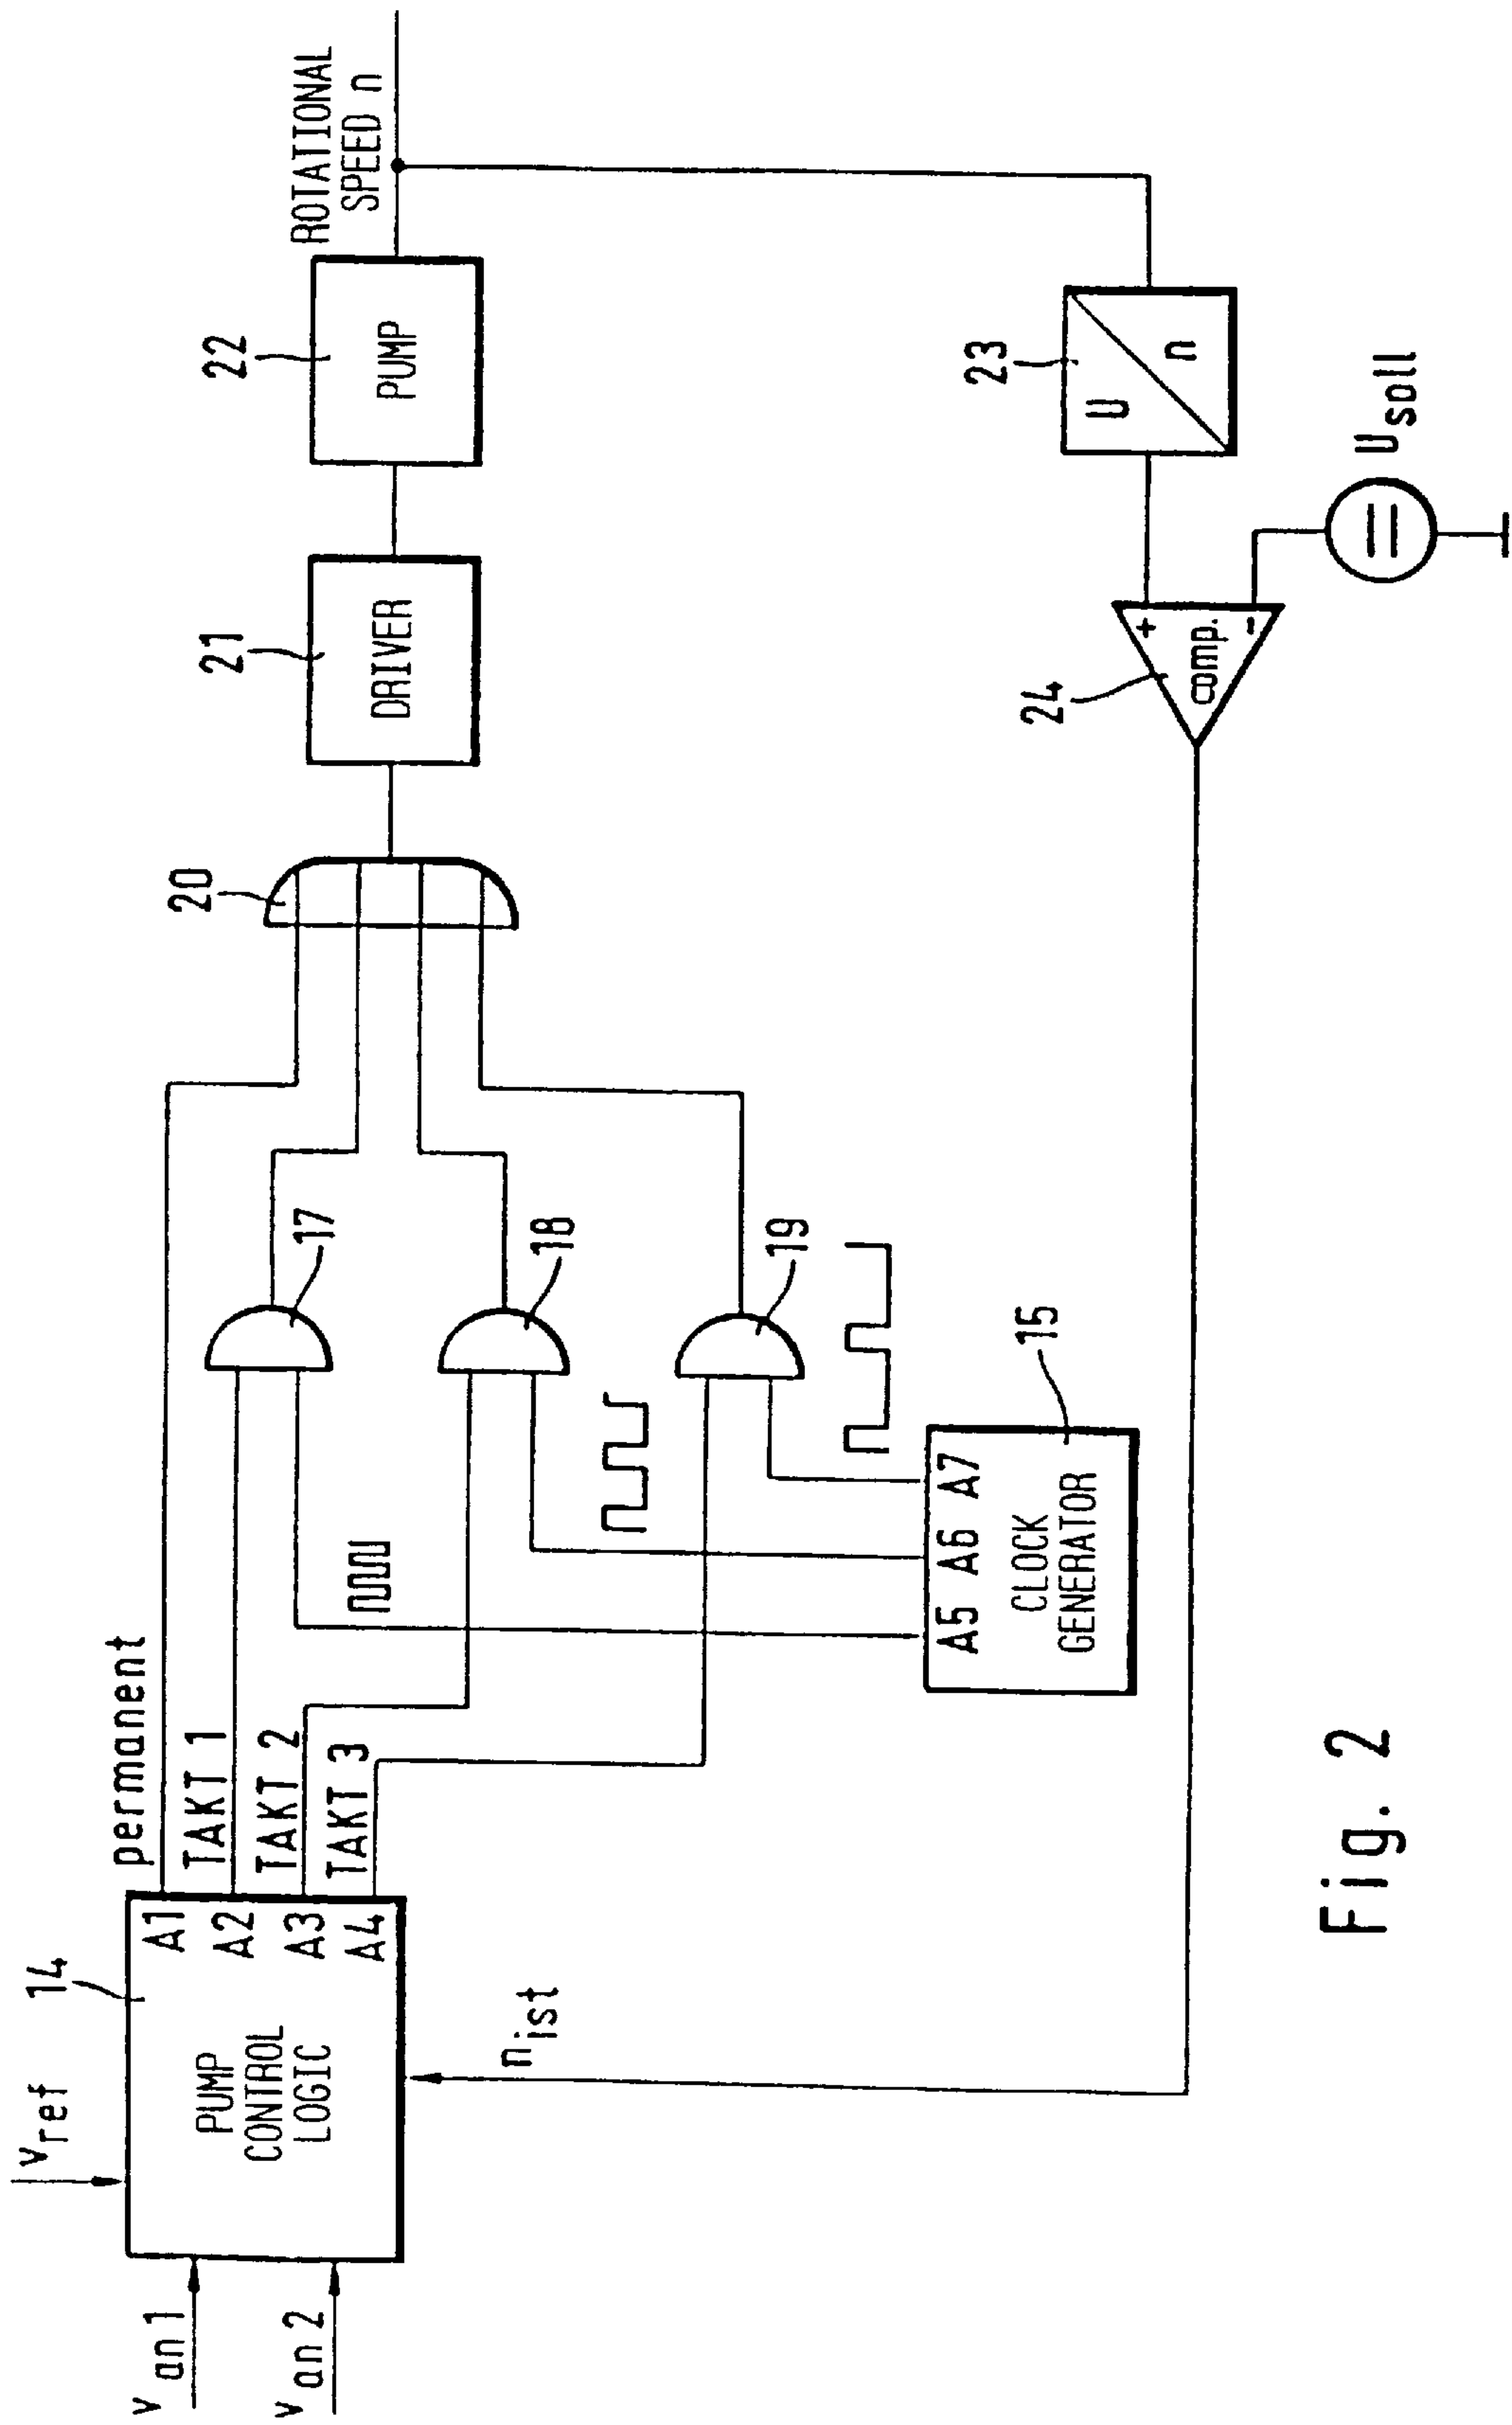 v ref
14
v an 1
v an 2
PUMP
CONTROL
LOGIC
A1
A2
A3
A4
permanent
TAKT 1
TAKT 2
TAKT 3
n ist
17
18
19
15
A5 A6 A7
CLOCK
GENERATOR
20
21
DRIVER
22
PUMP
ROTATIONAL
SPEED n
23
U
n
24
+
comp.
-
U soll
Fig. 2